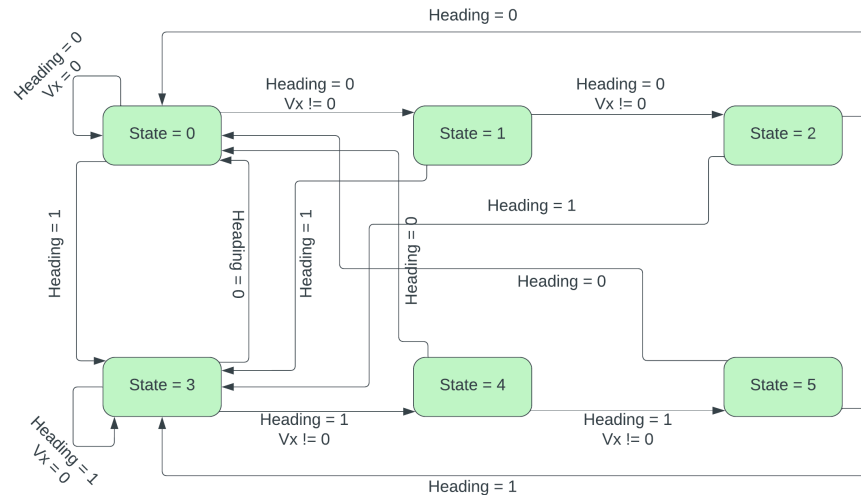 Heading = 0
Heading = 0
Vx = 0
Heading = 0
Vx != 0
Heading = 0
Vx != 0
State = 0
State = 1
State = 2
Heading = 1
Heading = 0
Heading = 1
Heading = 0
Heading = 1
Heading = 0
State = 3
State = 4
State = 5
Heading = 1
Vx = 0
Heading = 1
Vx != 0
Heading = 1
Vx != 0
Heading = 1